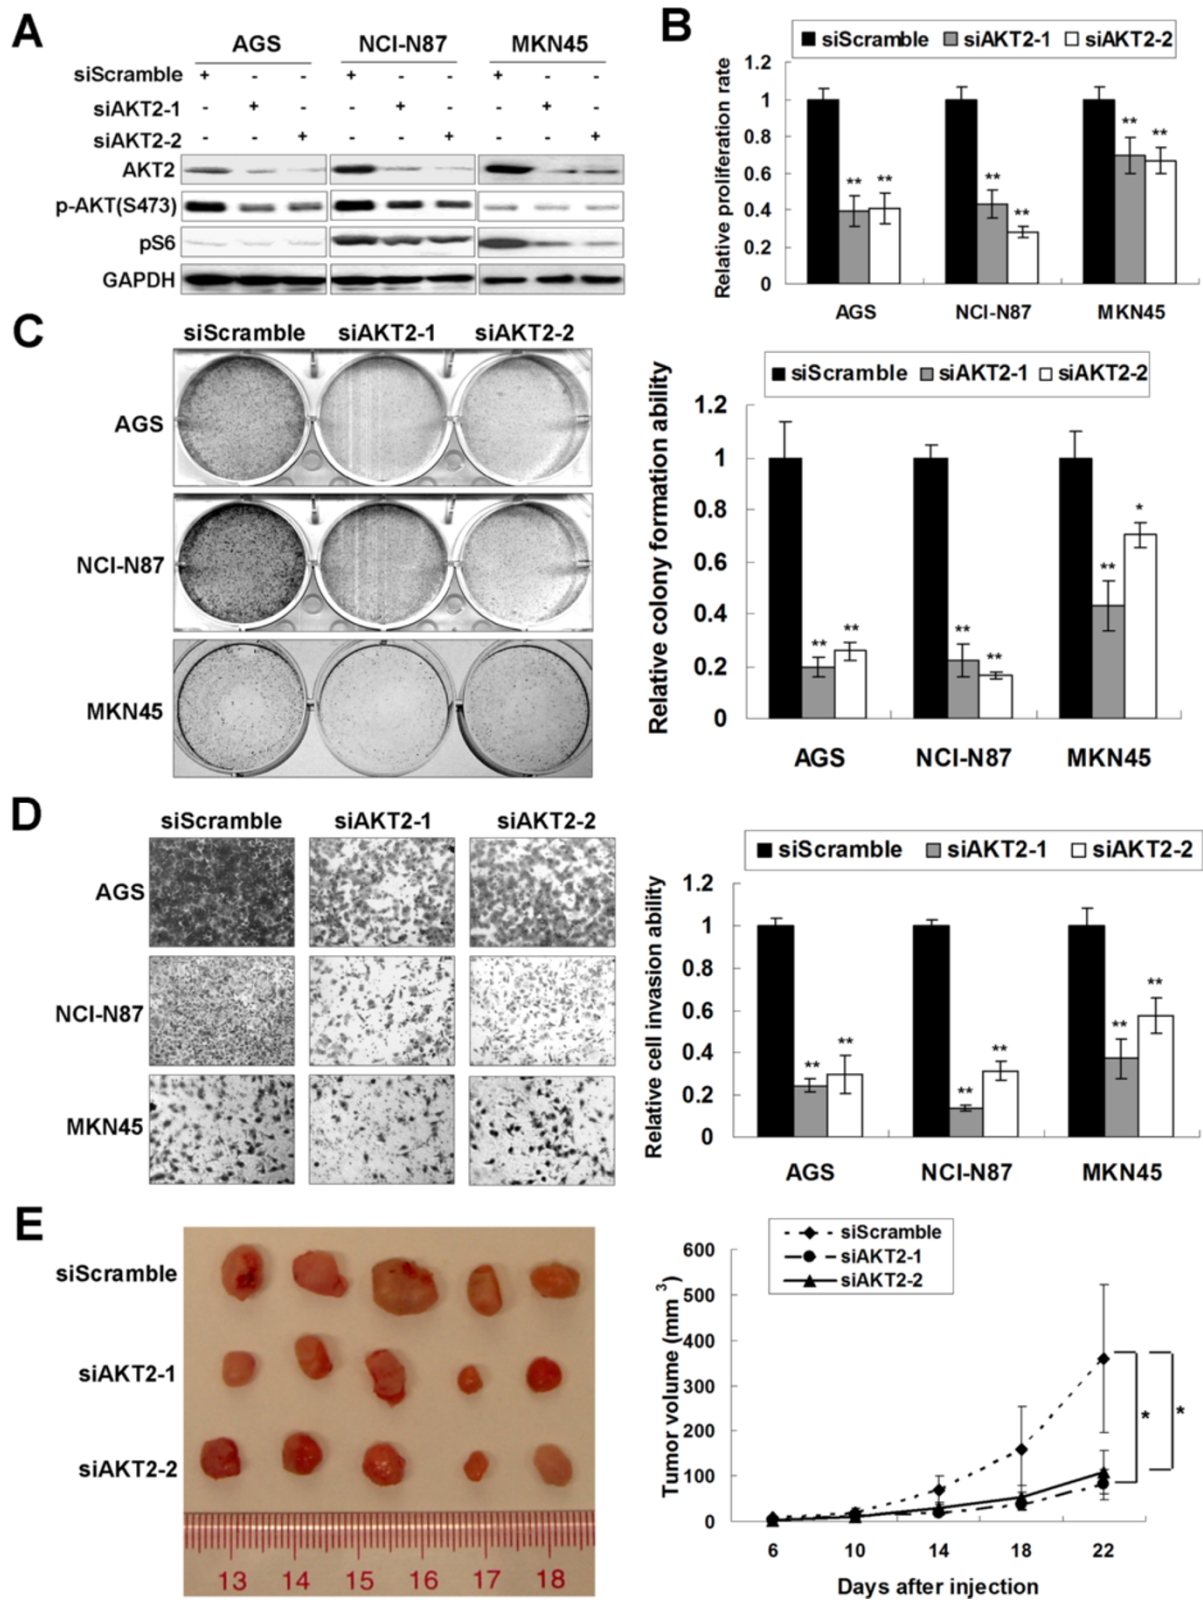 A
AGS NCI-N87 MKN45
siScramble + - - + - - + - -
siAKT2-1 - + - - + - - + -
siAKT2-2 - - + - - + - - +
AKT2
p-AKT(S473)
pS6
GAPDH
B
siScramble siAKT2-1 siAKT2-2
Relative proliferation rate
1.2
1
0.8
0.6
0.4
0.2
0
** ** ** ** ** **
AGS NCI-N87 MKN45
C
siScramble siAKT2-1 siAKT2-2
AGS
NCI-N87
MKN45
siScramble siAKT2-1 siAKT2-2
Relative colony formation ability
1.2
1
0.8
0.6
0.4
0.2
0
** ** ** ** ** *
AGS NCI-N87 MKN45
D
siScramble siAKT2-1 siAKT2-2
AGS
NCI-N87
MKN45
siScramble siAKT2-1 siAKT2-2
Relative cell invasion ability
1.2
1
0.8
0.6
0.4
0.2
0
** ** ** ** ** **
AGS NCI-N87 MKN45
E
siScramble
siAKT2-1
siAKT2-2
13 14 15 16 17 18
siScramble
siAKT2-1
siAKT2-2
Tumor volume (mm3)
600
500
400
300
200
100
0
* *
6 10 14 18 22
Days after injection